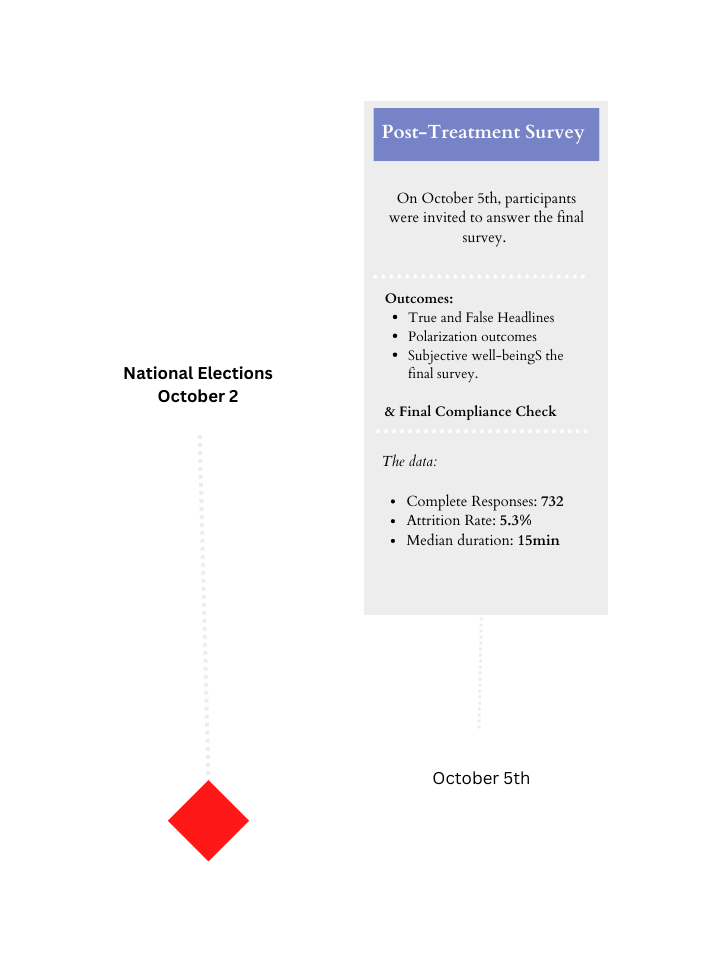 National Elections
October 2
Post-Treatment Survey
On October 5th, participants
were invited to answer the final
survey.
Outcomes:
• True and False Headlines
• Polarization outcomes
• Subjective well-beingS the
final survey.
& Final Compliance Check
The data:
• Complete Responses: 732
• Attrition Rate: 5.3%
• Median duration: 15min
October 5th